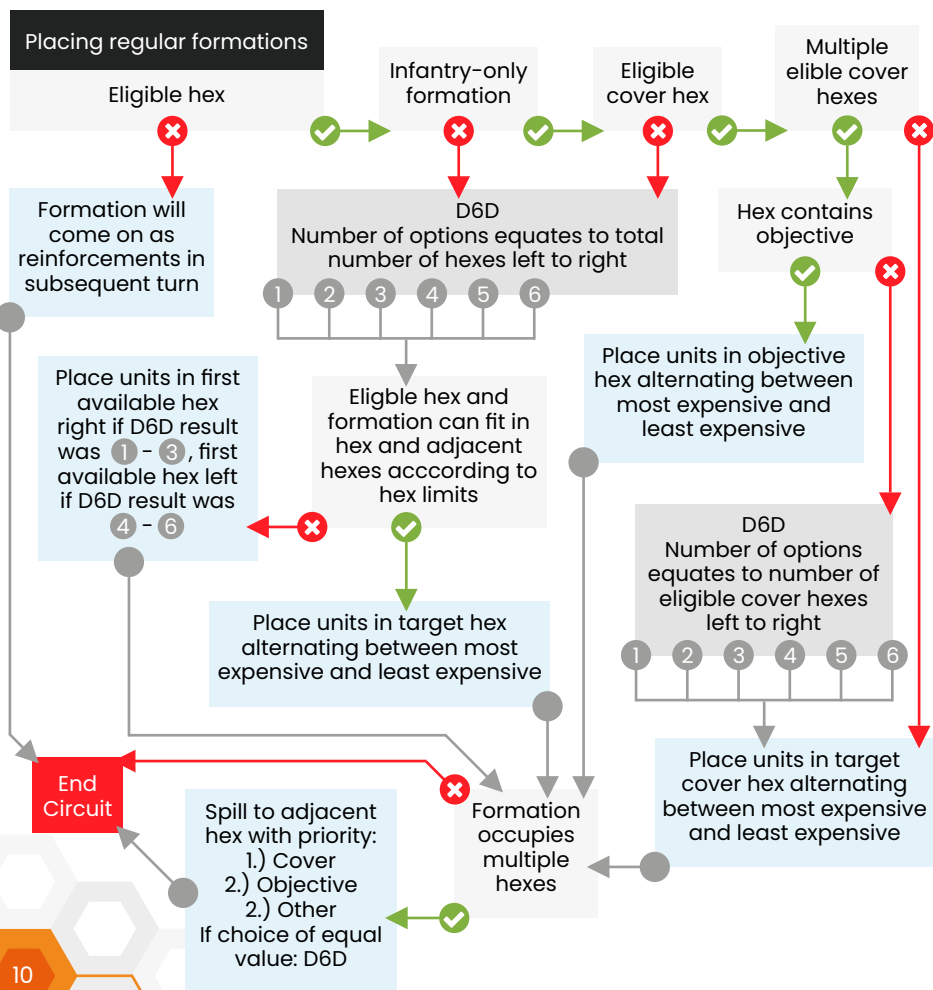 Placing regular formations
Eligible hex
Infantry-only
formation
Eligible
cover hex
Multiple
elible cover
hexes
Formation will
come on as
reinforcements in
subsequent turn
D6D
Number of options equates to total
number of hexes left to right
1 2 3 4 5 6
Hex contains
objective
Place units in objective
hex alternating between
most expensive and
least expensive
Place units in first
available hex
right if D6D result
was 1 - 3, first
available hex left
if D6D result was
4 - 6
Eligble hex and
formation can fit in
hex and adjacent
hexes acccording to
hex limits
D6D
Number of options
equates to number of
eligible cover hexes
left to right
1 2 3 4 5 6
Place units in target hex
alternating between most
expensive and least expensive
Place units in target
cover hex alternating
between most expensive
and least expensive
End
Circuit
Spill to adjacent
hex with priority:
1.) Cover
2.) Objective
2.) Other
If choice of equal
value: D6D
Formation
occupies
multiple
hexes
10